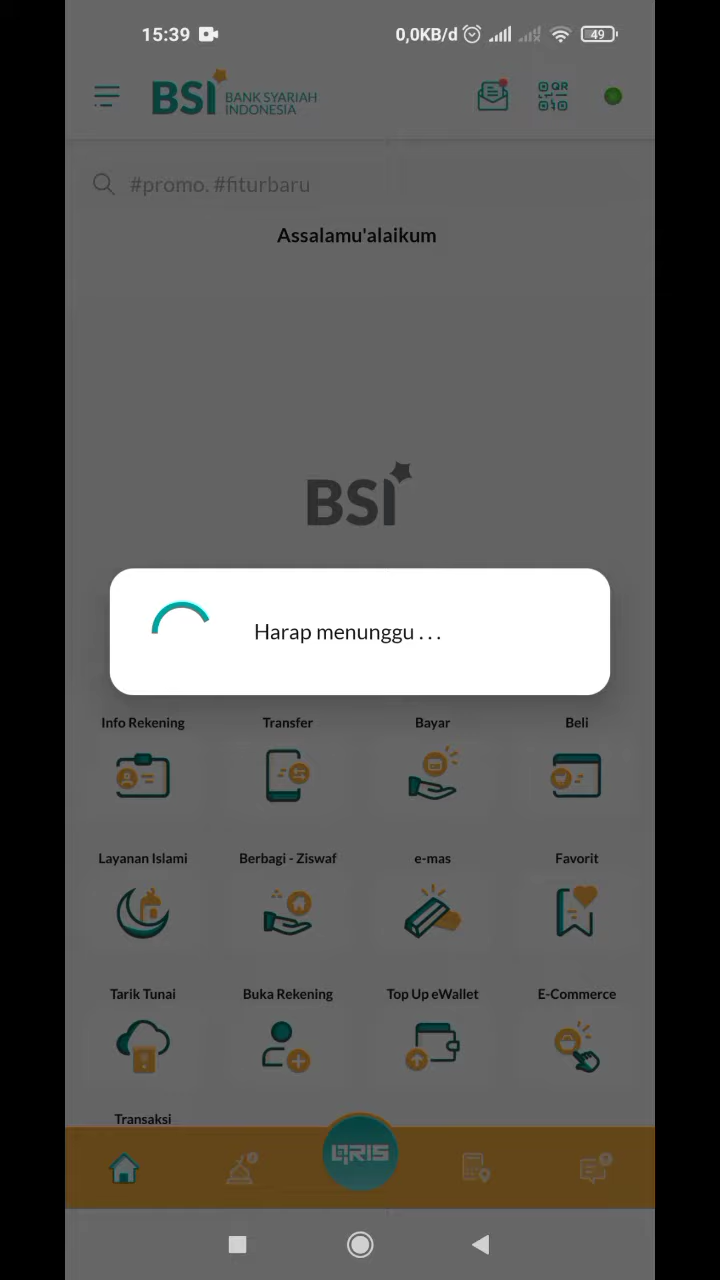 15:39
0,0KB/d
49
BSI
BANK SYARIAH
INDONESIA
QR
#promo. #fiturbaru
Assalamu'alaikum
BSI
Harap menunggu . . .
Info Rekening
Transfer
Bayar
Beli
Layanan Islami
Berbagi - Ziswaf
e-mas
Favorit
Tarik Tunai
Buka Rekening
Top Up eWallet
E-Commerce
Transaksi
QRIS